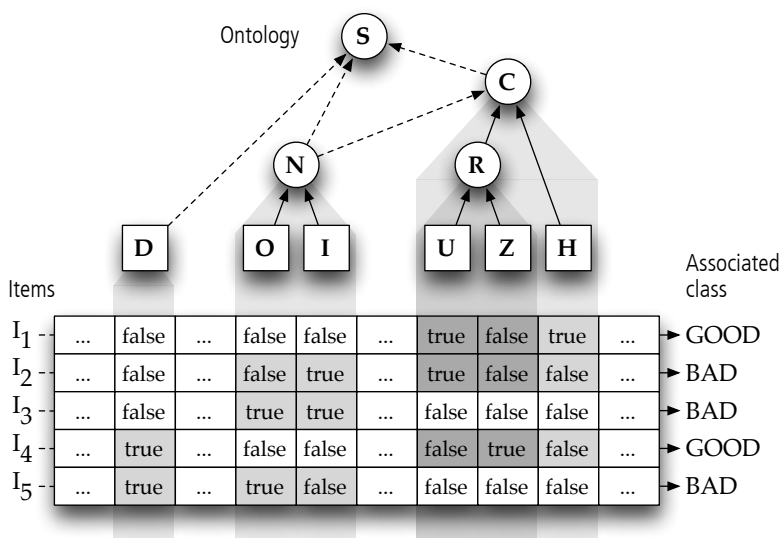 Ontology
S
C
N
R
D O I U Z H
Items
Associated
class
I1 ... false ... false false ... true false true ... GOOD
I2 ... false ... false true ... true false false ... BAD
I3 ... false ... true true ... false false false ... BAD
I4 ... true ... false false ... false true false ... GOOD
I5 ... true ... true false ... false false false ... BAD